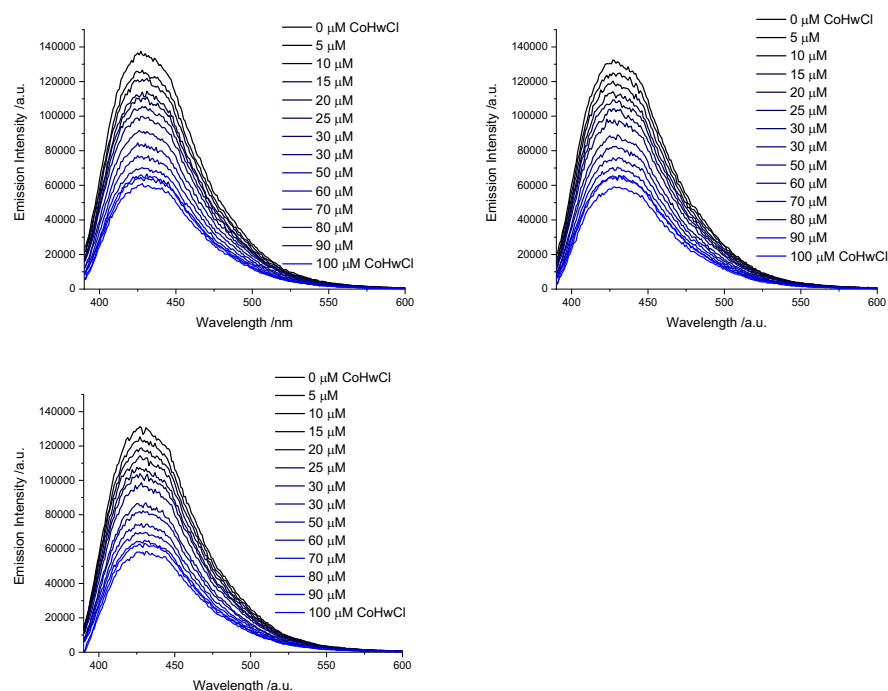 0 μM CoHwCl
5 μM
10 μM
15 μM
20 μM
25 μM
30 μM
30 μM
50 μM
60 μM
70 μM
80 μM
90 μM
100 μM CoHwCl
Emission Intensity /a.u.
140000
120000
100000
80000
60000
40000
20000
0
400
450
500
550
600
Wavelength /nm
0 μM CoHwCl
5 μM
10 μM
15 μM
20 μM
25 μM
30 μM
30 μM
50 μM
60 μM
70 μM
80 μM
90 μM
100 μM CoHwCl
Emission Intensity /a.u.
140000
120000
100000
80000
60000
40000
20000
0
400
450
500
550
600
Wavelength /a.u.
0 μM CoHwCl
5 μM
10 μM
15 μM
20 μM
25 μM
30 μM
30 μM
50 μM
60 μM
70 μM
80 μM
90 μM
100 μM CoHwCl
Emission Intensity /a.u.
140000
120000
100000
80000
60000
40000
20000
0
400
450
500
550
600
Wavelength /a.u.